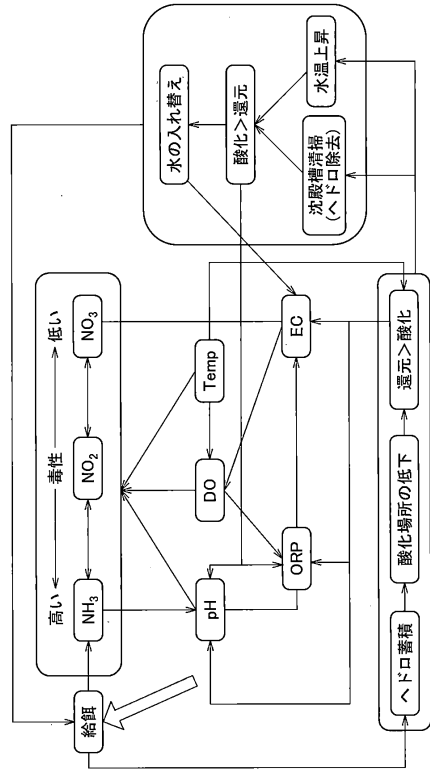 給餌
高い ← 毒性 → 低い
NH3
NO2
NO3
pH
DO
Temp
ORP
EC
水の入れ替え
酸化>還元
沈殿槽清掃
(ヘドロ除去)
水温上昇
ヘドロ蓄積
酸化場所の低下
還元>酸化